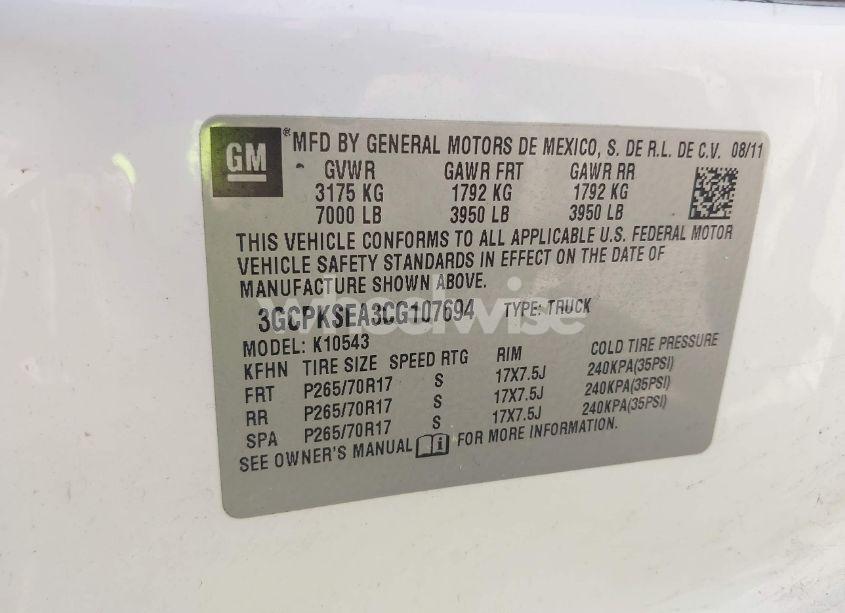 GM ® MFD BY GENERAL MOTORS DE MEXICO, S. DE R.L. DE C.V. 08/11
GVWR GAWR FRT GAWR RR
3175 KG 1792 KG 1792 KG
7000 LB 3950 LB 3950 LB
THIS VEHICLE CONFORMS TO ALL APPLICABLE U.S. FEDERAL MOTOR
VEHICLE SAFETY STANDARDS IN EFFECT ON THE DATE OF
MANUFACTURE SHOWN ABOVE.
3GCPKSEA3CG107694 TYPE: TRUCK
wheelwise
MODEL: K10543
KFHN TIRE SIZE SPEED RTG RIM COLD TIRE PRESSURE
FRT P265/70R17 S 17X7.5J 240KPA(35PSI)
RR P265/70R17 S 17X7.5J 240KPA(35PSI)
SPA P265/70R17 S 17X7.5J 240KPA(35PSI)
SEE OWNER'S MANUAL FOR MORE INFORMATION.